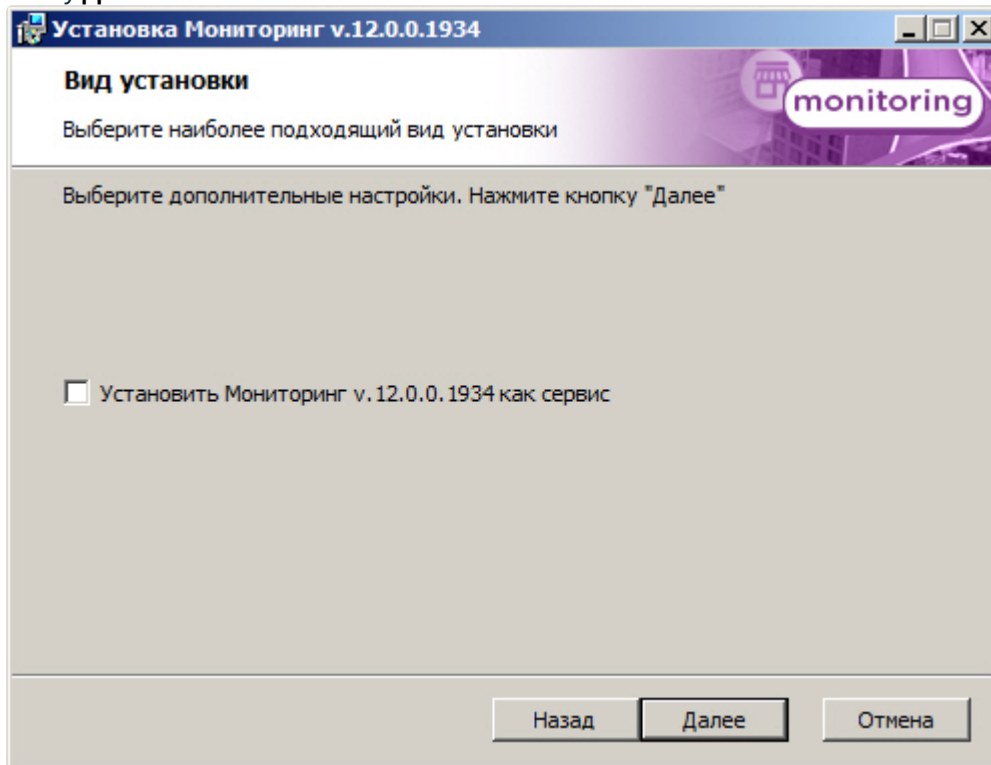 Установка Мониторинг v.12.0.0.1934
Вид установки
monitoring
Выберите наиболее подходящий вид установки
Выберите дополнительные настройки. Нажмите кнопку "Далее"
Установить Мониторинг v.12.0.0.1934 как сервис
Назад Далее Отмена